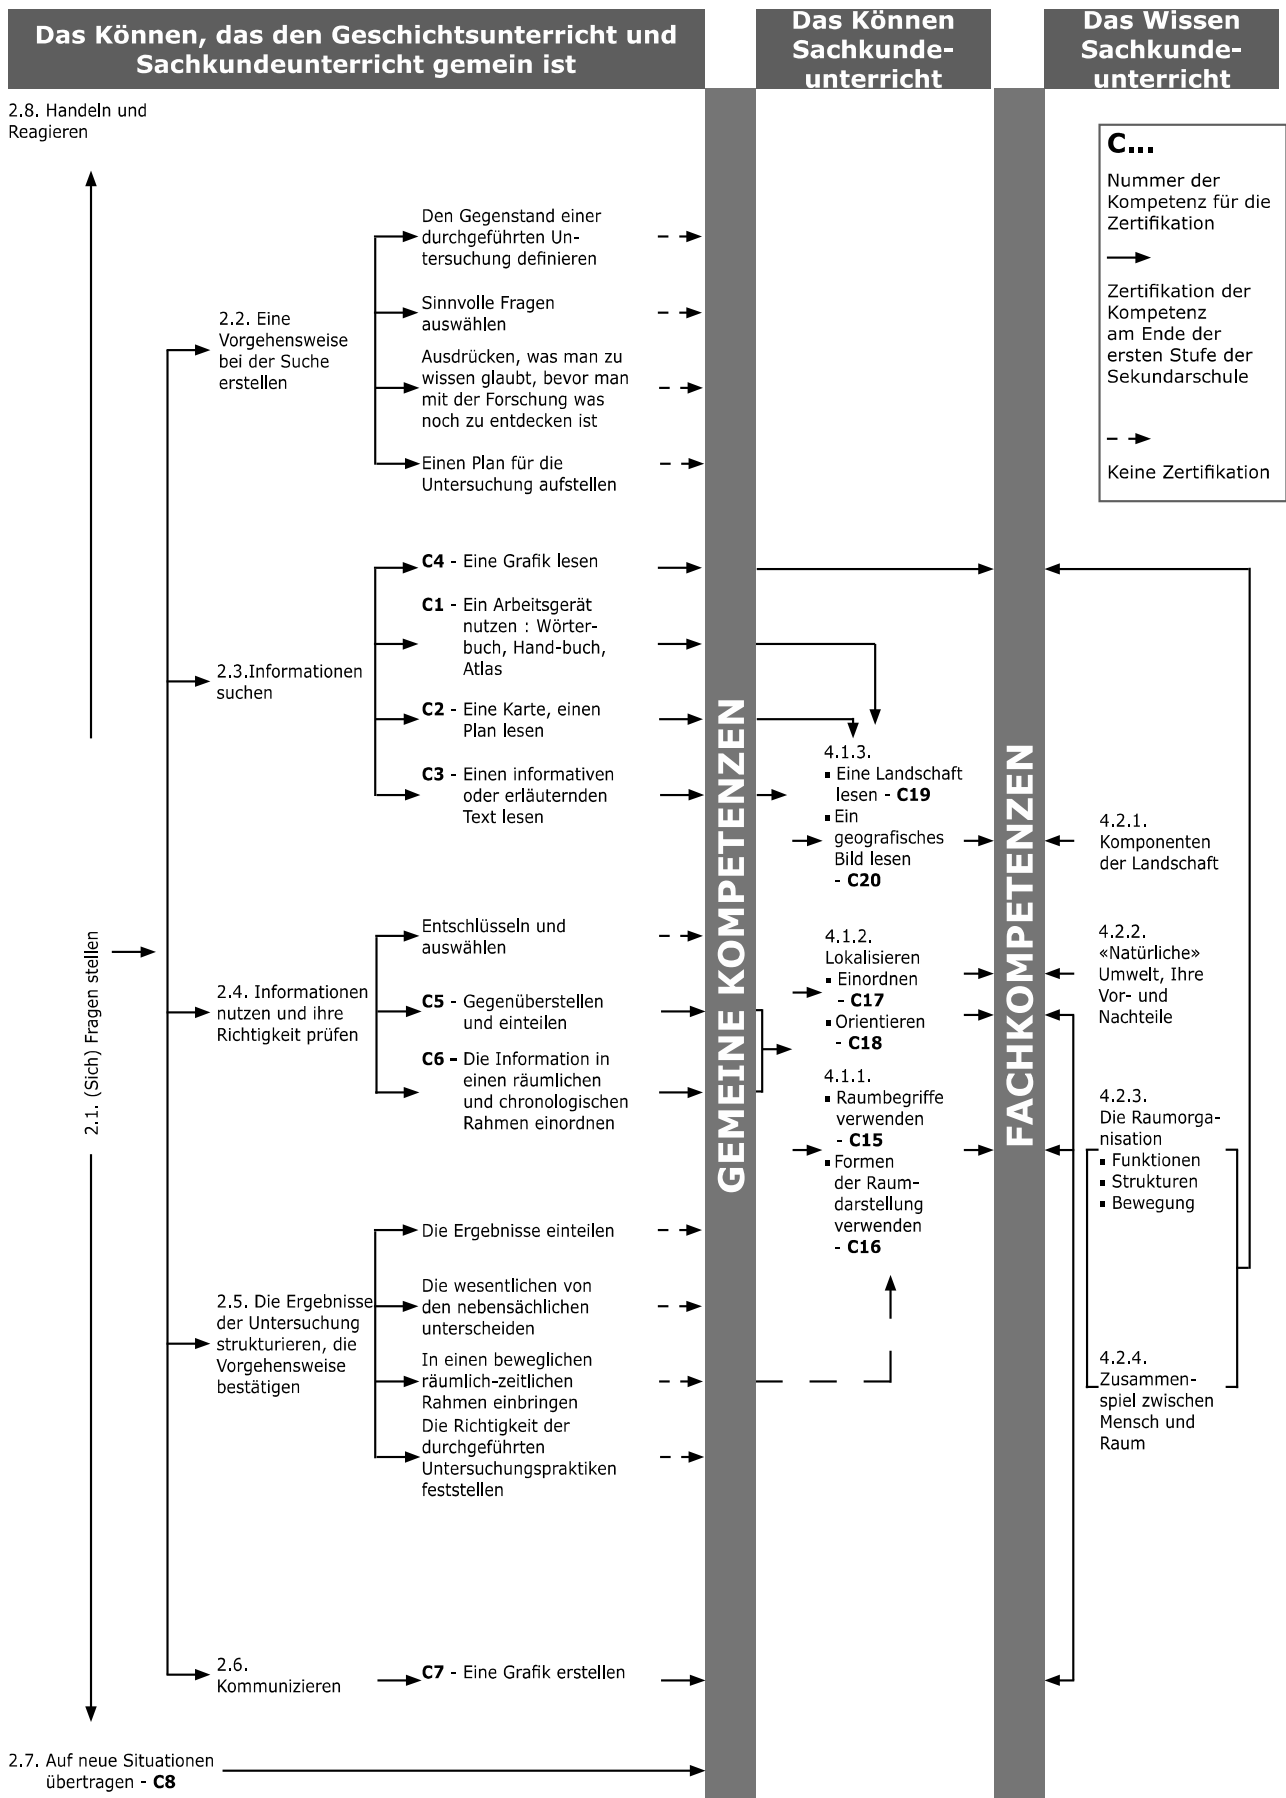 Das Können, das den Geschichtsunterricht und
Sachkundeunterricht gemein ist
Das Können
Sachkunde-
unterricht
Das Wissen
Sachkunde-
unterricht
2.8. Handeln und
Reagieren
2.1. (Sich) Fragen stellen
2.7. Auf neue Situationen
übertragen - C8
2.2. Eine
Vorgehensweise
bei der Suche
erstellen
Den Gegenstand einer
durchgeführten Un-
tersuchung definieren
Sinnvolle Fragen
auswählen
Ausdrücken, was man zu
wissen glaubt, bevor man
mit der Forschung was
noch zu entdecken ist
Einen Plan für die
Untersuchung aufstellen
2.3.Informationen
suchen
C4 - Eine Grafik lesen
C1 - Ein Arbeitsgerät
nutzen : Wörter-
buch, Hand-buch,
Atlas
C2 - Eine Karte, einen
Plan lesen
C3 - Einen informativen
oder erläuternden
Text lesen
2.4. Informationen
nutzen und ihre
Richtigkeit prüfen
Entschlüsseln und
auswählen
C5 - Gegenüberstellen
und einteilen
C6 – Die Information in
einen räumlichen
und chronologischen
Rahmen einordnen
2.5. Die Ergebnisse
der Untersuchung
strukturieren, die
Vorgehensweise
bestätigen
Die Ergebnisse einteilen
Die wesentlichen von
den nebensächlichen
unterscheiden
In einen beweglichen
räumlich-zeitlichen
Rahmen einbringen
Die Richtigkeit der
durchgeführten
Untersuchungspraktiken
feststellen
2.6.
Kommunizieren
C7 - Eine Grafik erstellen
GEMEINE KOMPETENZEN
4.1.3.
▪ Eine Landschaft
lesen - C19
▪ Ein
geografisches
Bild lesen
- C20
4.1.2.
Lokalisieren
▪ Einordnen
- C17
▪ Orientieren
- C18
4.1.1.
▪ Raumbegriffe
verwenden
- C15
▪ Formen
der Raum-
darstellung
verwenden
- C16
FACHKOMPETENZEN
C...
Nummer der
Kompetenz für die
Zertifikation
Zertifikation der
Kompetenz
am Ende der
ersten Stufe der
Sekundarschule
Keine Zertifikation
4.2.1.
Komponenten
der Landschaft
4.2.2.
«Natürliche»
Umwelt, Ihre
Vor- und
Nachteile
4.2.3.
Die Raumorga-
nisation
▪ Funktionen
▪ Strukturen
▪ Bewegung
4.2.4.
Zusammen-
spiel zwischen
Mensch und
Raum